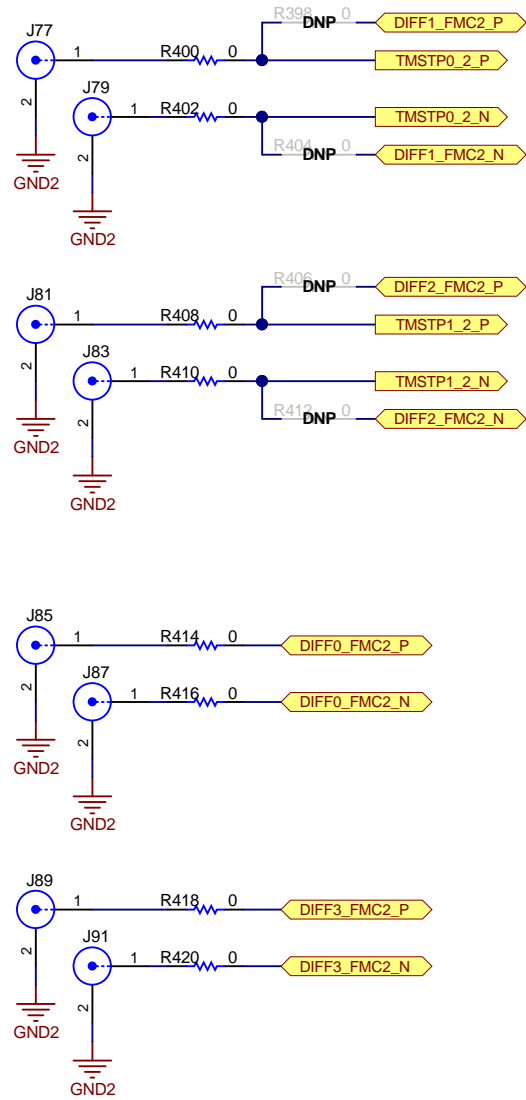 R398 DNP 0 DIFF1_FMC2_P
J77 1 R400 0 TMSTP0_2_P
2
GND2
J79 1 R402 0 TMSTP0_2_N
R404 DNP 0 DIFF1_FMC2_N
2
GND2
R406 DNP 0 DIFF2_FMC2_P
J81 1 R408 0 TMSTP1_2_P
2
GND2
J83 1 R410 0 TMSTP1_2_N
R412 DNP 0 DIFF2_FMC2_N
2
GND2
J85 1 R414 0 DIFF0_FMC2_P
2
GND2
J87 1 R416 0 DIFF0_FMC2_N
2
GND2
J89 1 R418 0 DIFF3_FMC2_P
2
GND2
J91 1 R420 0 DIFF3_FMC2_N
2
GND2